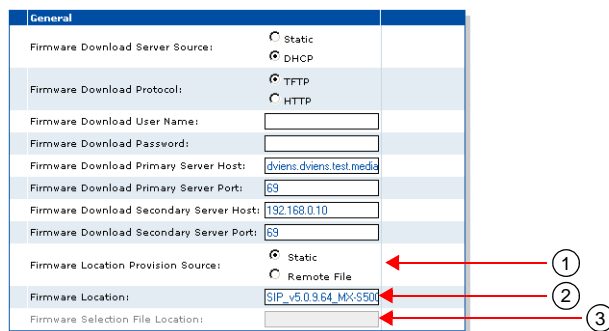 General
Firmware Download Server Source:
Static
DHCP
Firmware Download Protocol:
TFTP
HTTP
Firmware Download User Name:
Firmware Download Password:
Firmware Download Primary Server Host: dviens.dviens.test.media
Firmware Download Primary Server Port: 69
Firmware Download Secondary Server Host: 192.168.0.10
Firmware Download Secondary Server Port: 69
Firmware Location Provision Source:
Static
Remote File
1
Firmware Location: SIP_v5.0.9.64_MX-S500 2
Firmware Selection File Location: 3